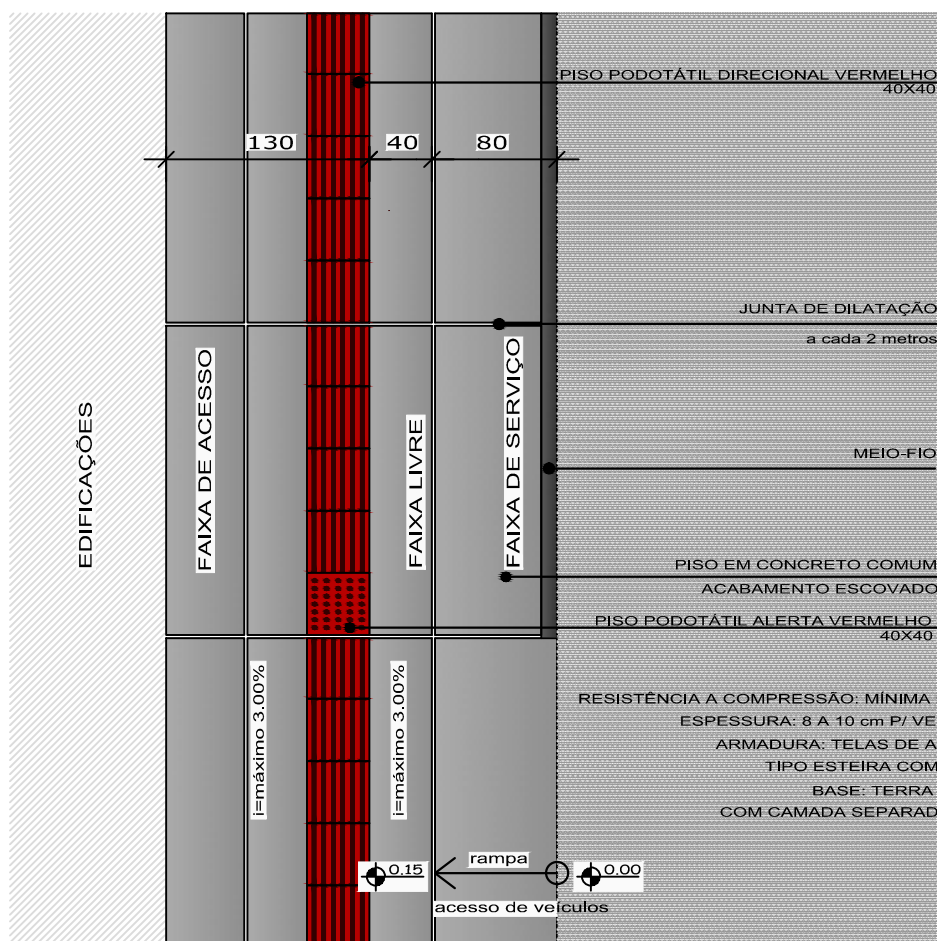 PISO PODOTÁTIL DIRECIONAL VERMELHO
40X40
130
40
80
JUNTA DE DILATAÇÃO
a cada 2 metros
EDIFICAÇÕES
FAIXA DE ACESSO
FAIXA LIVRE
FAIXA DE SERVIÇO
MEIO-FIO
PISO EM CONCRETO COMUM
ACABAMENTO ESCOVADO
PISO PODOTÁTIL ALERTA VERMELHO
40X40
i=máximo 3.00%
i=máximo 3.00%
RESISTÊNCIA A COMPRESSÃO: MÍNIMA
ESPESSURA: 8 A 10 cm P/ VE
ARMADURA: TELAS DE A
TIPO ESTEIRA COM
BASE: TERRA
COM CAMADA SEPARAD
0.15
rampa
0.00
acesso de veículos